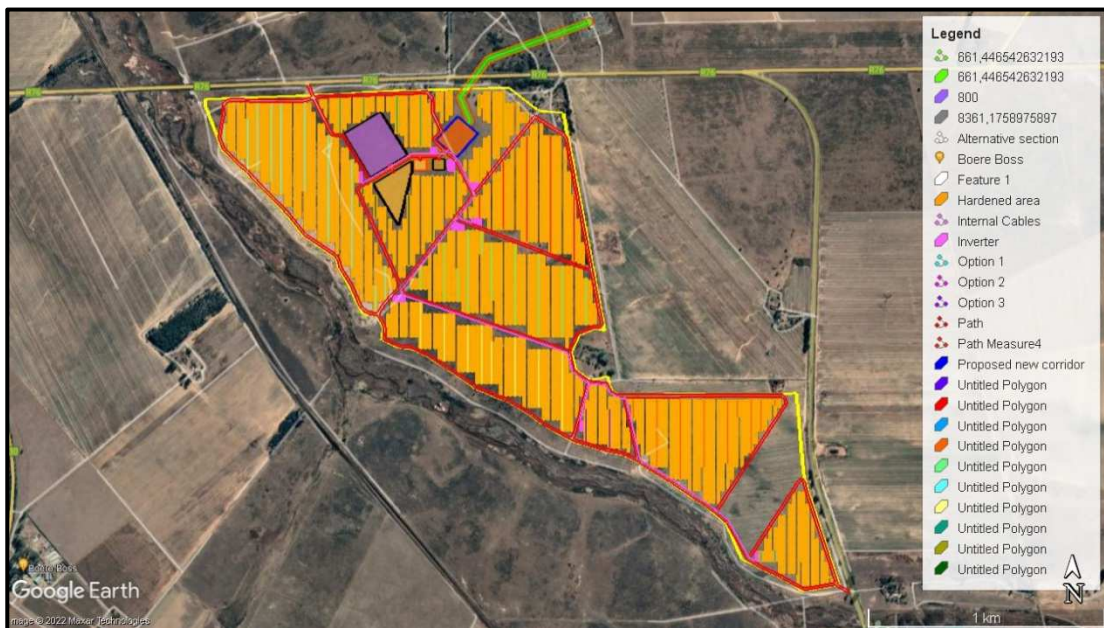 R76
R76
R76
R76
Legend
661,446542632193
661,446542632193
800
8361,1758975897
Alternative section
Boere Boss
Feature 1
Hardened area
Internal Cables
Inverter
Option 1
Option 2
Option 3
Path
Path Measure4
Proposed new corridor
Untitled Polygon
Untitled Polygon
Untitled Polygon
Untitled Polygon
Untitled Polygon
Untitled Polygon
Untitled Polygon
Untitled Polygon
Untitled Polygon
Untitled Polygon
Boere Boss
Google Earth
Image © 2022 Maxar Technologies
N
1 km